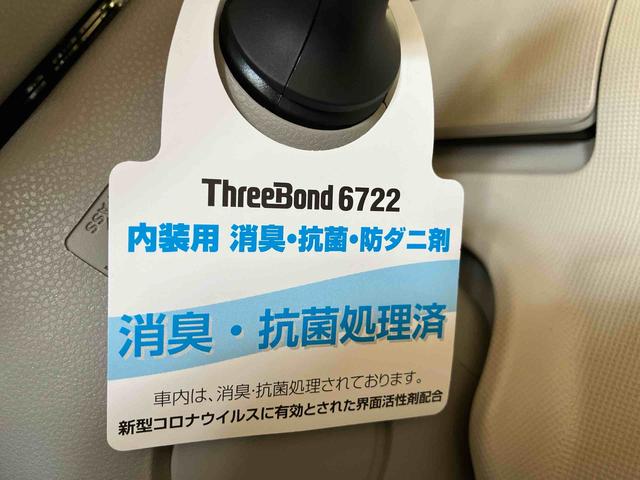 ThreeBond 6722
内装用 消臭・抗菌・防ダニ剤
消臭・抗菌処理済
車内は、消臭・抗菌処理されております。
新型コロナウイルスに有効とされた界面活性剤配合